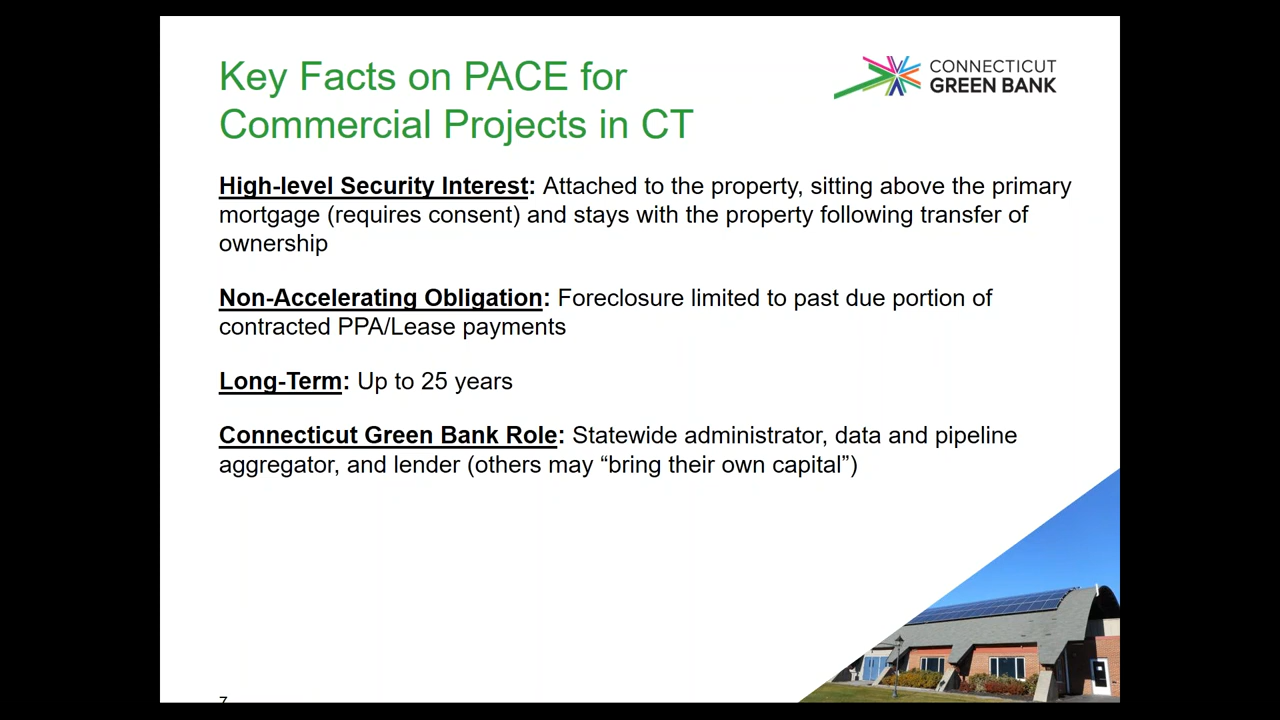 Key Facts on PACE for
Commercial Projects in CT
CONNECTICUT
GREEN BANK
High-level Security Interest: Attached to the property, sitting above the primary
mortgage (requires consent) and stays with the property following transfer of
ownership
Non-Accelerating Obligation: Foreclosure limited to past due portion of
contracted PPA/Lease payments
Long-Term: Up to 25 years
Connecticut Green Bank Role: Statewide administrator, data and pipeline
aggregator, and lender (others may “bring their own capital”)
7